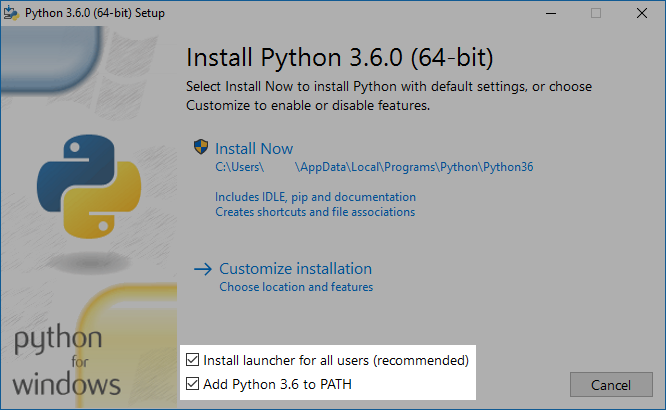 Python 3.6.0 (64-bit) Setup
Install Python 3.6.0 (64-bit)
Select Install Now to install Python with default settings, or choose
Customize to enable or disable features.
Install Now
C:\Users\        \AppData\Local\Programs\Python\Python36
Includes IDLE, pip and documentation
Creates shortcuts and file associations
Customize installation
Choose location and features
Install launcher for all users (recommended)
Add Python 3.6 to PATH
Cancel
python
for
windows